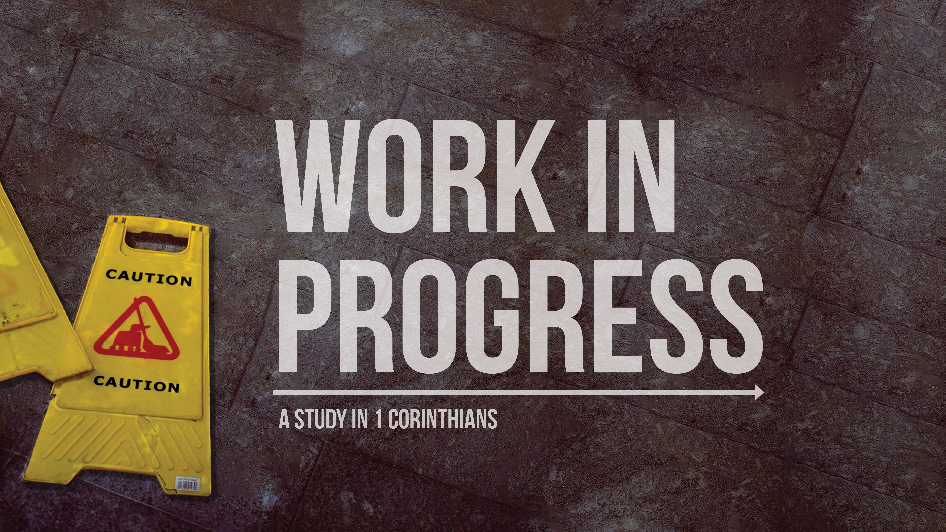 WORK IN
PROGRESS
A STUDY IN 1 CORINTHIANS
CAUTION
CAUTION